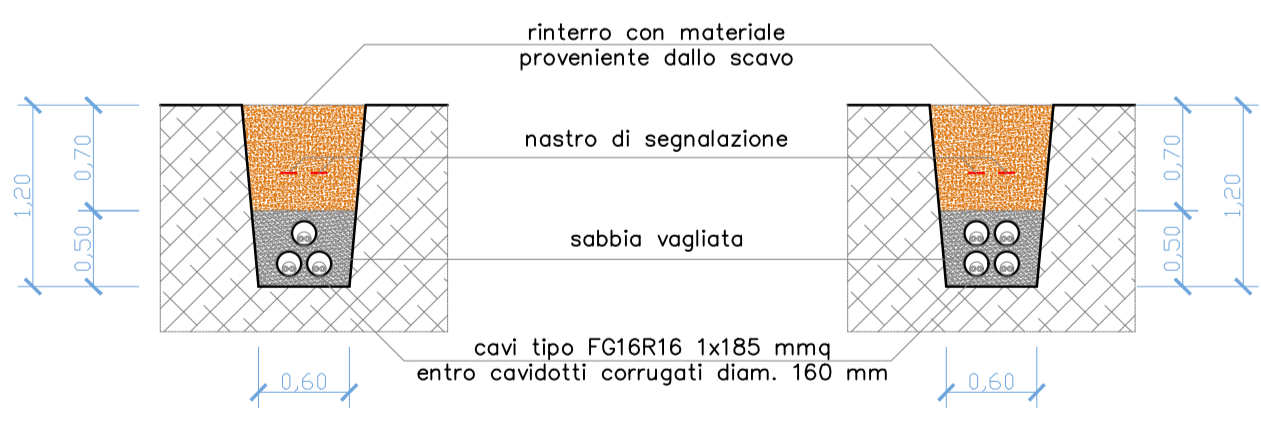 rinterro con materiale
proveniente dallo scavo
nastro di segnalazione
sabbia vagliata
cavi tipo FG16R16 1x185 mmq
entro cavidotti corrugati diam. 160 mm
1,20
0,70
0,50
0,60
0,70
0,50
1,20
0,60